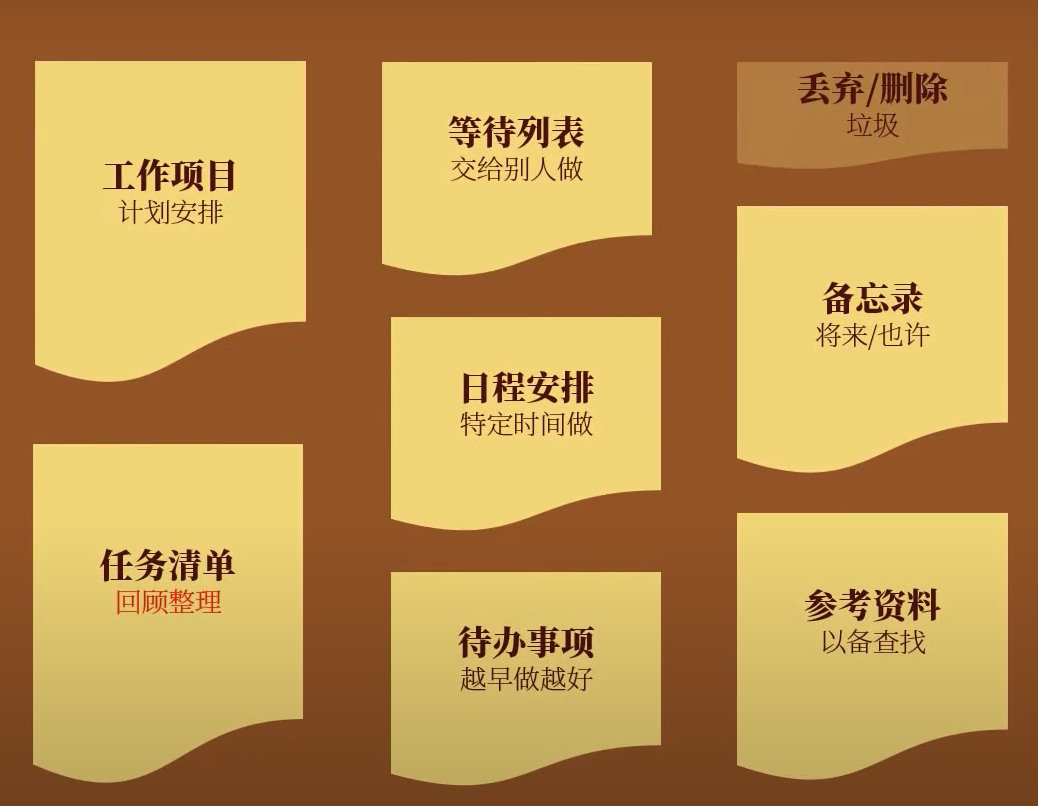 工作项目
计划安排
任务清单
回顾整理
等待列表
交给别人做
日程安排
特定时间做
待办事项
越早做越好
丢弃/删除
垃圾
备忘录
将来/也许
参考资料
以备查找